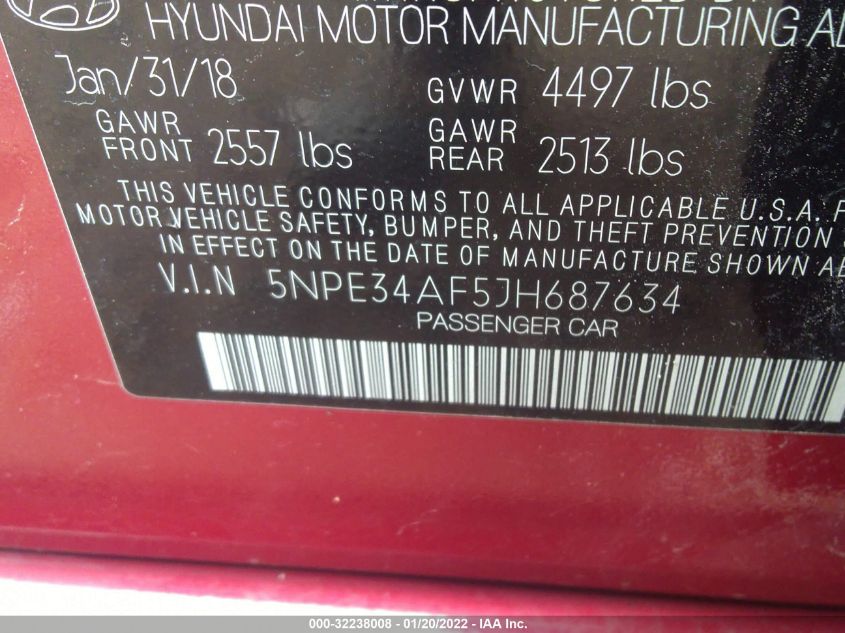 HYUNDAI MOTOR MANUFACTURING AL
Jan/31/18 GVWR 4497 lbs
GAWR FRONT 2557 lbs GAWR REAR 2513 lbs
THIS VEHICLE CONFORMS TO ALL APPLICABLE U.S.A. F
MOTOR VEHICLE SAFETY, BUMPER, AND THEFT PREVENTION
IN EFFECT ON THE DATE OF MANUFACTURE SHOWN AB
V.I.N 5NPE34AF5JH687634
PASSENGER CAR
000-32238008 - 01/20/2022 - IAA Inc.